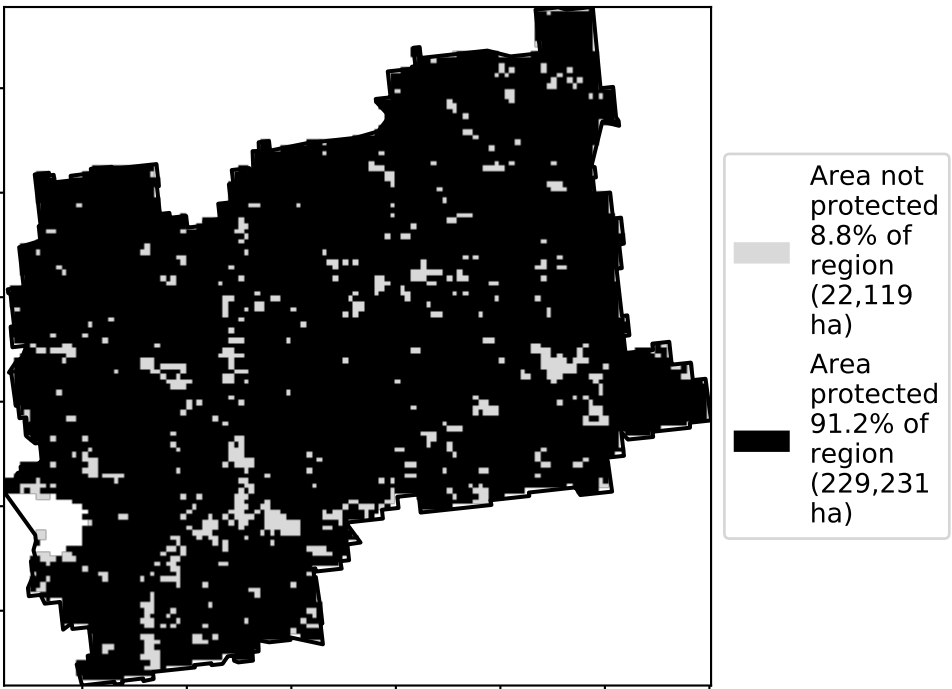 Area not
protected
8.8% of
region
(22,119
ha)
Area
protected
91.2% of
region
(229,231
ha)